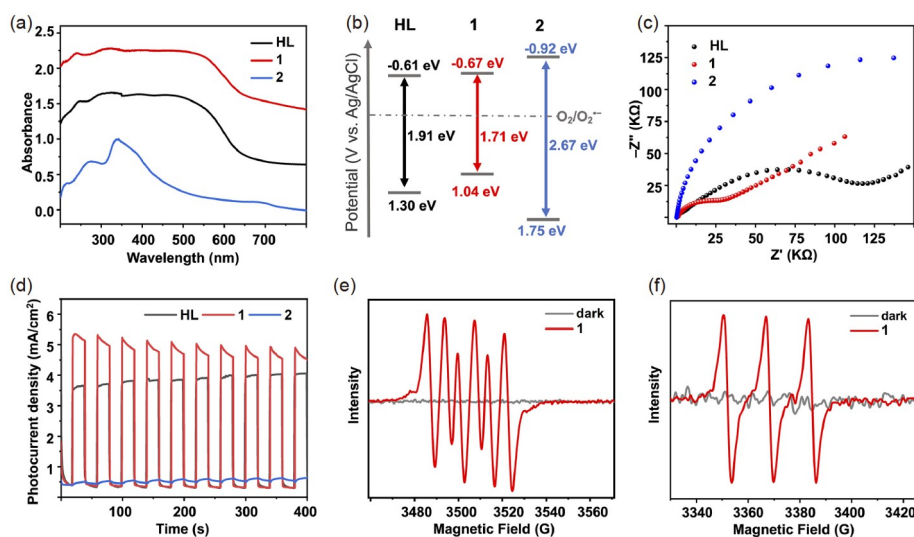 (a)
HL
1
2
Absorbance
2.5
2.0
1.5
1.0
0.5
0.0
200 300 400 500 600 700
Wavelength (nm)
(b)
HL 1 2
Potential (V vs. Ag/AgCl)
-0.61 eV
-0.67 eV
-0.92 eV
O₂/O₂•−
1.91 eV
1.71 eV
2.67 eV
1.30 eV
1.04 eV
1.75 eV
(c)
HL
1
2
–Z'' (KΩ)
125
100
75
50
25
25 50 75 100 125
Z' (KΩ)
(d)
HL 1 2
Photocurrent density (mA/cm²)
6
5
4
3
2
1
100 200 300 400
Time (s)
(e)
dark
1
Intensity
3480 3500 3520 3540 3560
Magnetic Field (G)
(f)
dark
1
Intensity
3340 3360 3380 3400 3420
Magnetic Field (G)